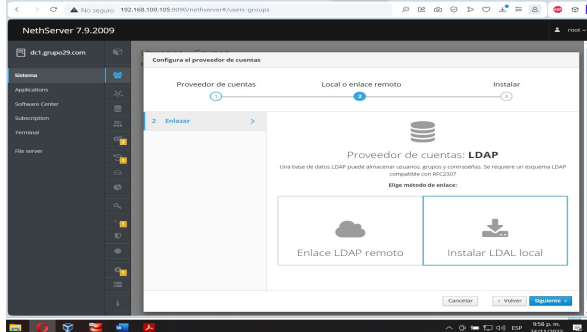 No seguro 192.168.100.105:9090/nethserver#/users-groups
NethServer 7.9.2009
root
dc1.grupo29.com
Sistema
Applications
Software Center
Subscription
Terminal
File server
Configura el proveedor de cuentas
Proveedor de cuentas
Local o enlace remoto
Instalar
1
2
3
2 Enlazar
Proveedor de cuentas: LDAP
Una base de datos LDAP puede almacenar usuarios, grupos y contraseñas. Se requiere un esquema LDAP
compatible con RFC2307
Elige método de enlace:
Enlace LDAP remoto
Instalar LDAL local
Cancelar
Volver
Siguiente
ESP
9:58 p. m.
24/11/2023